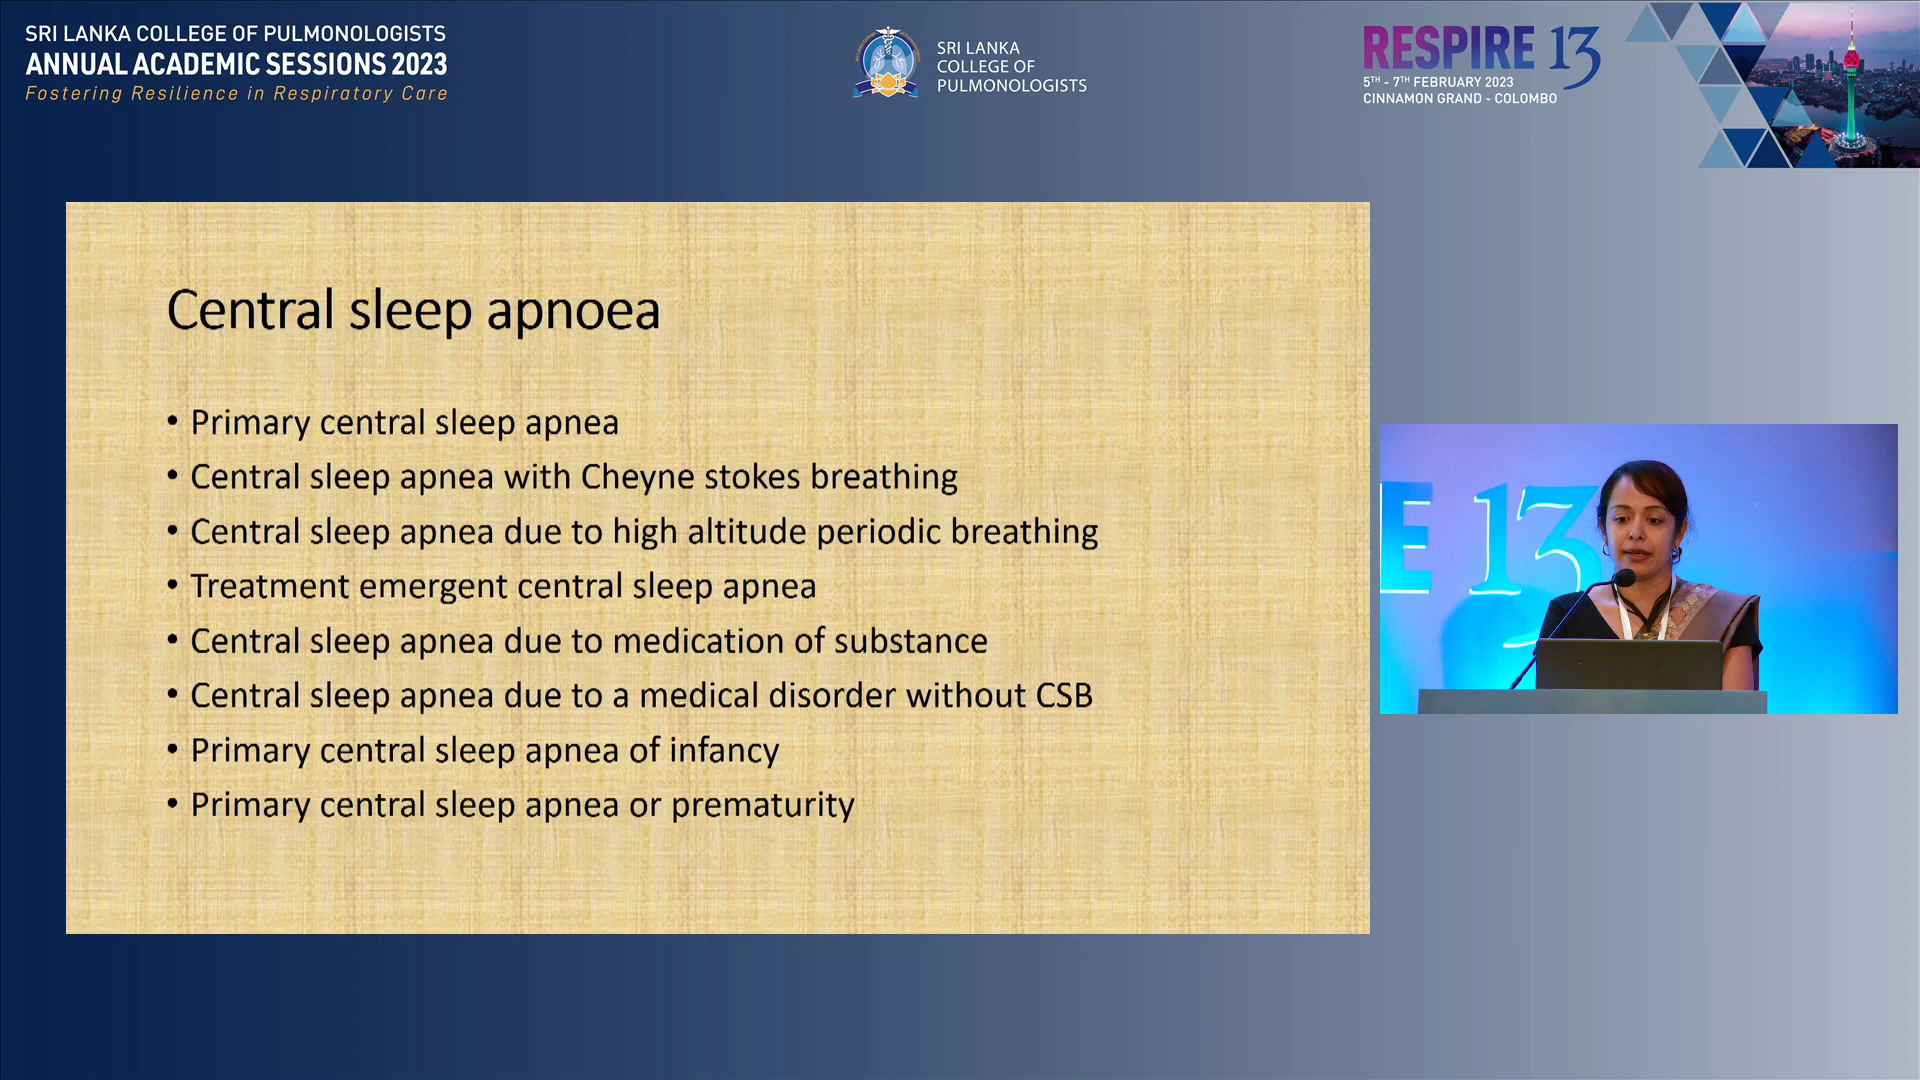 SRI LANKA COLLEGE OF PULMONOLOGISTS
ANNUAL ACADEMIC SESSIONS 2023
Fostering Resilience in Respiratory Care
SRI LANKA
COLLEGE OF
PULMONOLOGISTS
RESPIRE 13
5TH - 7TH FEBRUARY 2023
CINNAMON GRAND - COLOMBO
Central sleep apnoea
• Primary central sleep apnea
• Central sleep apnea with Cheyne stokes breathing
• Central sleep apnea due to high altitude periodic breathing
• Treatment emergent central sleep apnea
• Central sleep apnea due to medication of substance
• Central sleep apnea due to a medical disorder without CSB
• Primary central sleep apnea of infancy
• Primary central sleep apnea or prematurity
E 13